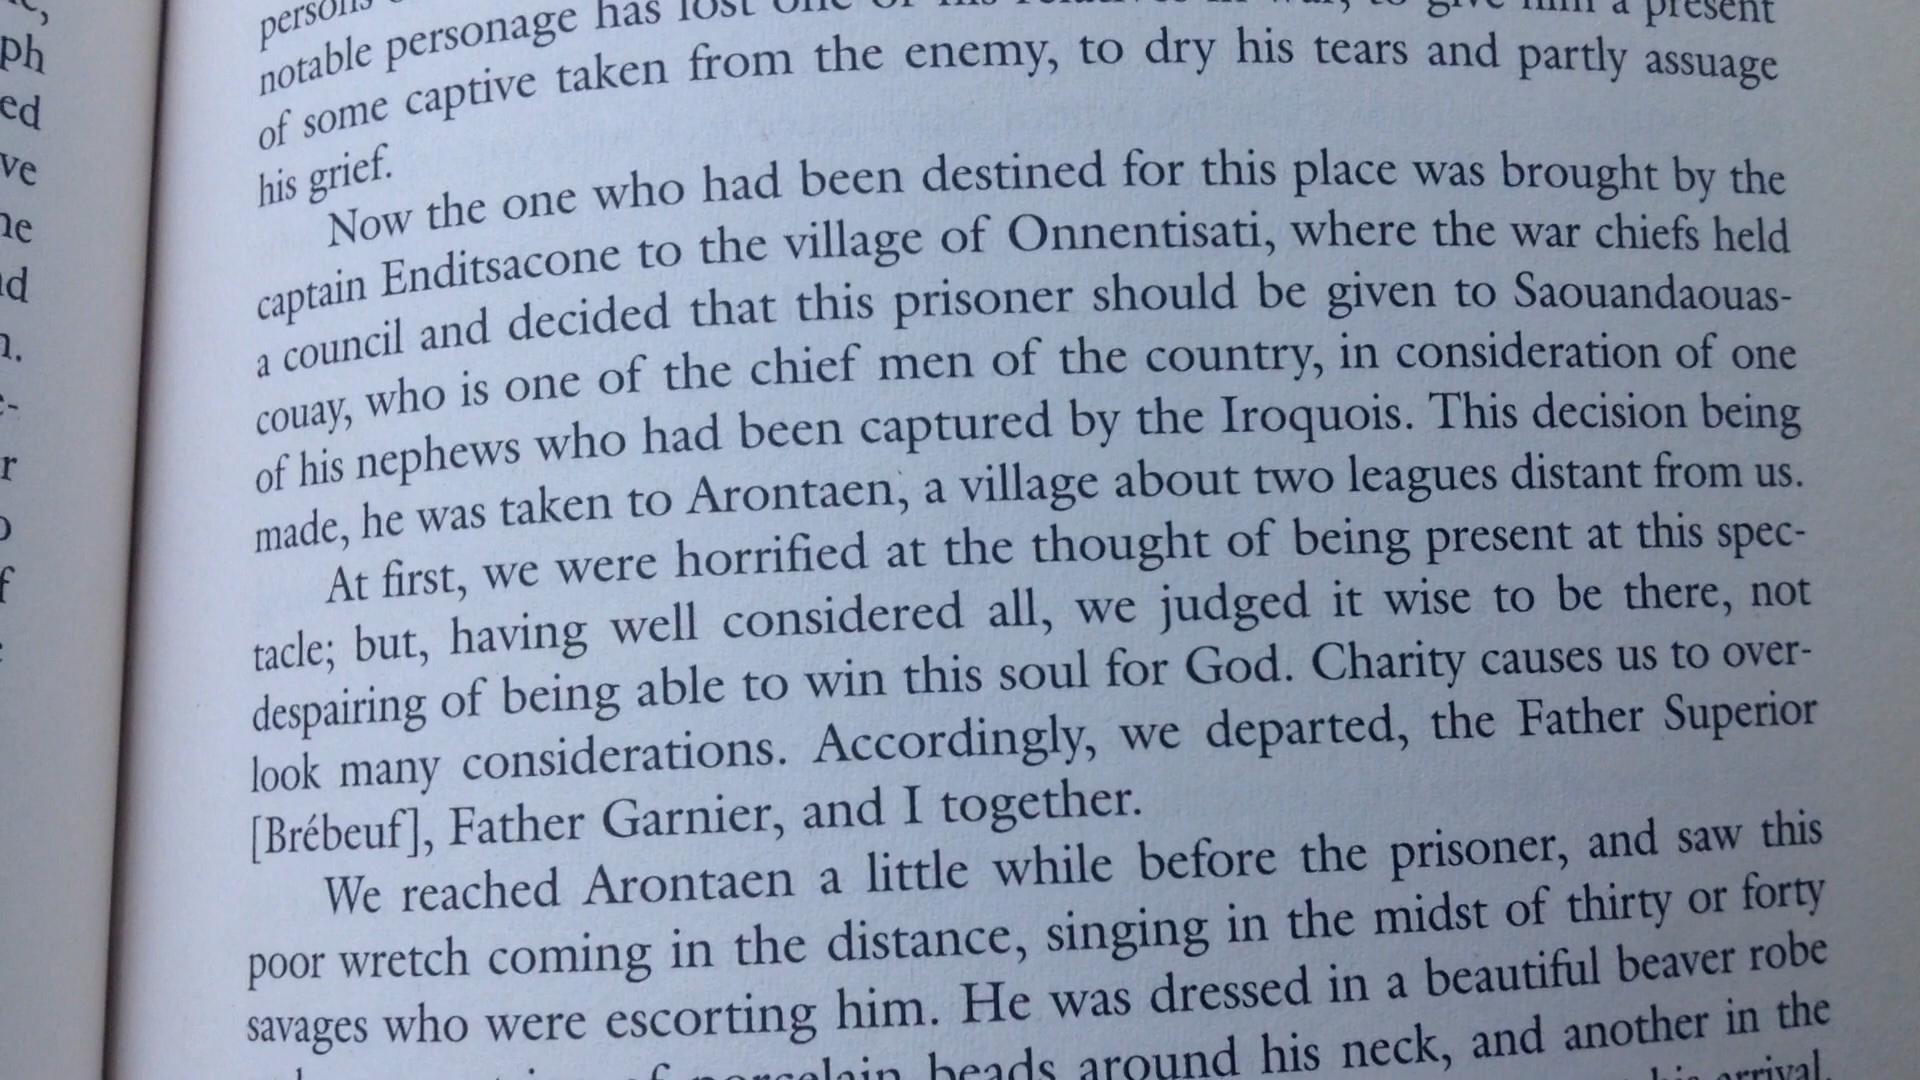 notable personage has lost one of his relatives in war, to give him a present
of some captive taken from the enemy, to dry his tears and partly assuage
his grief.
Now the one who had been destined for this place was brought by the
captain Enditsacone to the village of Onnentisati, where the war chiefs held
a council and decided that this prisoner should be given to Saouandaouas-
couay, who is one of the chief men of the country, in consideration of one
of his nephews who had been captured by the Iroquois. This decision being
made, he was taken to Arontaen, a village about two leagues distant from us.
At first, we were horrified at the thought of being present at this spec-
tacle; but, having well considered all, we judged it wise to be there, not
despairing of being able to win this soul for God. Charity causes us to over-
look many considerations. Accordingly, we departed, the Father Superior
[Brébeuf], Father Garnier, and I together.
We reached Arontaen a little while before the prisoner, and saw this
poor wretch coming in the distance, singing in the midst of thirty or forty
savages who were escorting him. He was dressed in a beautiful beaver robe
of porcelain beads around his neck, and another in the
his arrival,